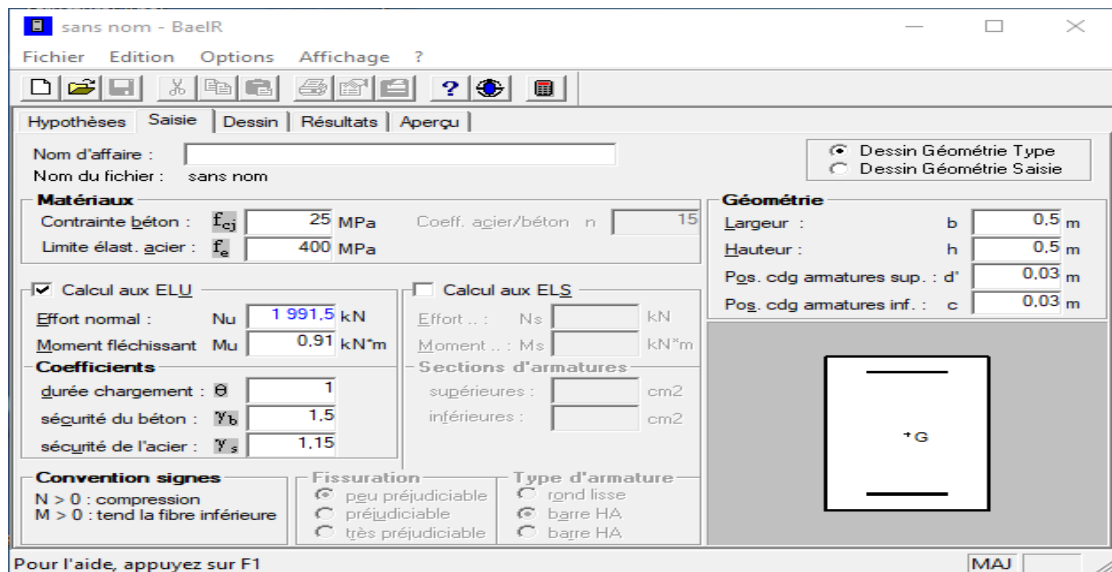 sans nom - BaelR
Fichier Edition Options Affichage ?
Hypothèses Saisie Dessin Résultats Aperçu
Nom d'affaire :
Nom du fichier : sans nom
Dessin Géométrie Type
Dessin Géométrie Saisie
Matériaux
Contrainte béton : fcj 25 MPa Coeff. acier/béton n 15
Limite élast. acier : fe 400 MPa
Géométrie
Largeur : b 0,5 m
Hauteur : h 0,5 m
Pos. cdg armatures sup. : d' 0,03 m
Pos. cdg armatures inf. : c 0,03 m
Calcul aux ELU
Effort normal : Nu 1 991,5 kN
Moment fléchissant Mu 0,91 kN*m
Calcul aux ELS
Effort .. : Ns kN
Moment .. : Ms kN*m
Coefficients
durée chargement : θ 1
sécurité du béton : γb 1,5
sécurité de l'acier : γs 1,15
Sections d'armatures
supérieures : cm2
inférieures : cm2
Convention signes
N > 0 : compression
M > 0 : tend la fibre inférieure
Fissuration
peu préjudiciable
préjudiciable
très préjudiciable
Type d'armature
rond lisse
barre HA
barre HA
G
Pour l'aide, appuyez sur F1 MAJ